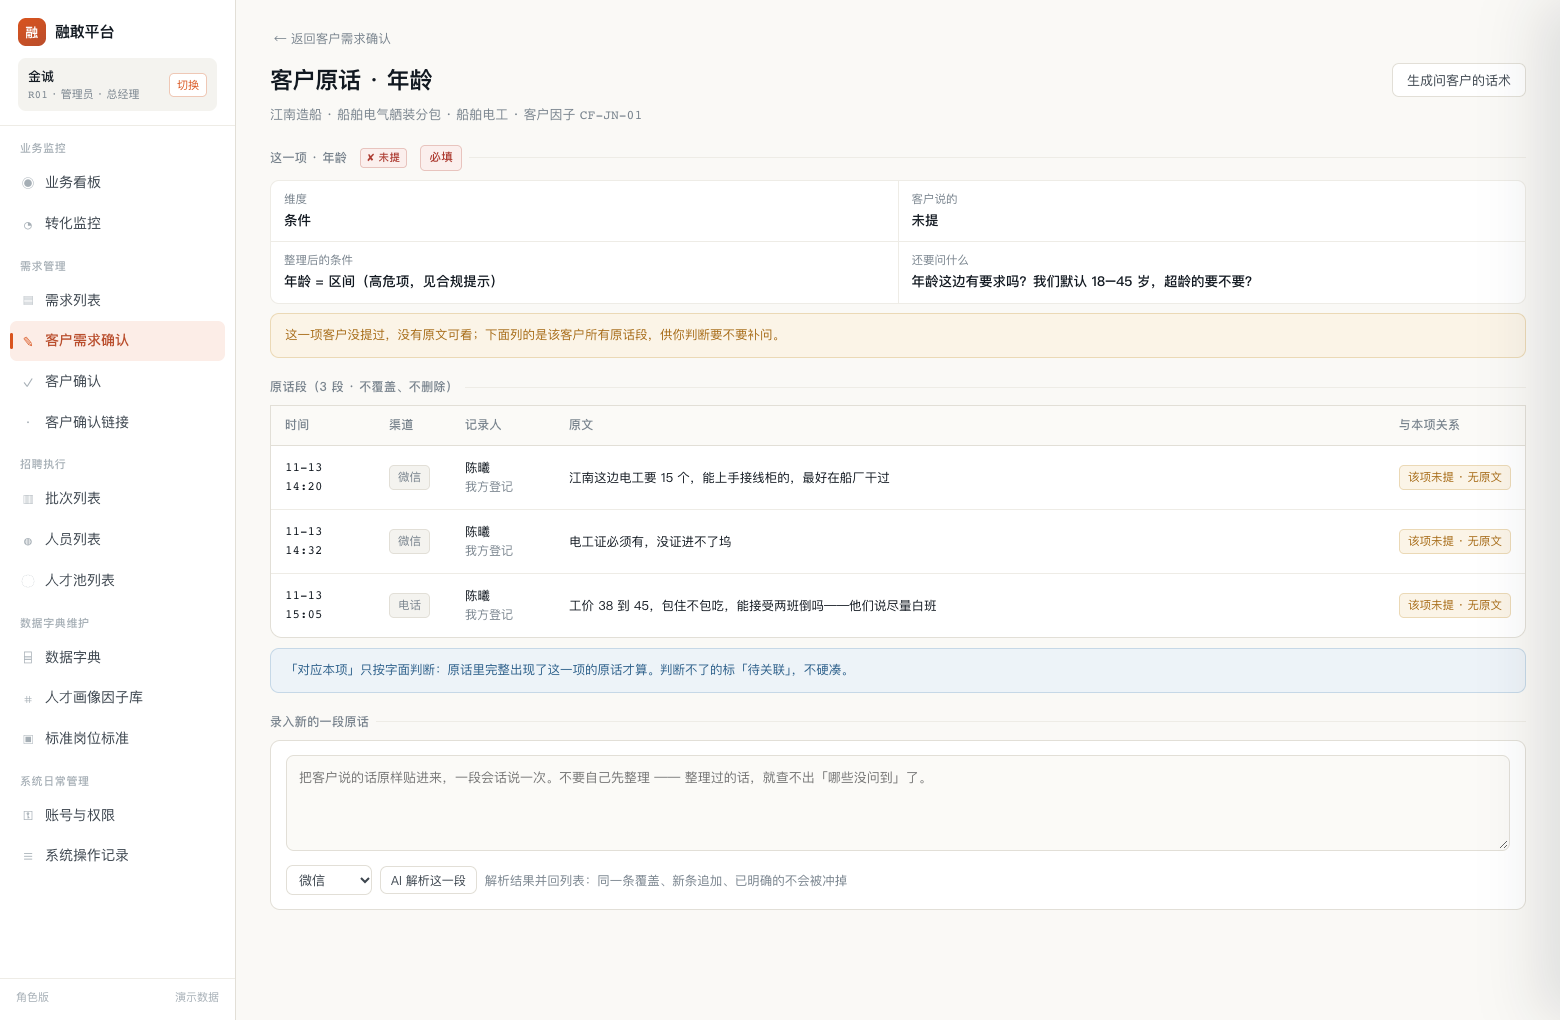 融
融敢平台
金诚
R01 · 管理员 · 总经理
切换
业务监控
业务看板
转化监控
需求管理
需求列表
客户需求确认
客户确认
客户确认链接
招聘执行
批次列表
人员列表
人才池列表
数据字典维护
数据字典
人才画像因子库
标准岗位标准
系统日常管理
账号与权限
系统操作记录
角色版
演示数据
← 返回客户需求确认
客户原话 · 年龄
生成问客户的话术
江南造船 · 船舶电气舾装分包 · 船舶电工 · 客户因子 CF-JN-01
这一项 · 年龄 ✘ 未提 必填
维度
条件
客户说的
未提
整理后的条件
年龄 = 区间（高危项，见合规提示）
还要问什么
年龄这边有要求吗？我们默认 18—45 岁，超龄的要不要？
这一项客户没提过，没有原文可看；下面列的是该客户所有原话段，供你判断要不要补问。
原话段（3 段 · 不覆盖、不删除）
时间 渠道 记录人 原文 与本项关系
11-13 14:20 微信 陈曦 我方登记 江南这边电工要 15 个，能上手接线柜的，最好在船厂干过 该项未提 · 无原文
11-13 14:32 微信 陈曦 我方登记 电工证必须有，没证进不了坞 该项未提 · 无原文
11-13 15:05 电话 陈曦 我方登记 工价 38 到 45，包住不包吃，能接受两班倒吗——他们说尽量白班 该项未提 · 无原文
「对应本项」只按字面判断：原话里完整出现了这一项的原话才算。判断不了的标「待关联」，不硬凑。
录入新的一段原话
把客户说的话原样贴进来，一段会话说一次。不要自己先整理 —— 整理过的话，就查不出「哪些没问到」了。
微信 AI 解析这一段 解析结果并回列表：同一条覆盖、新条追加、已明确的不会被冲掉